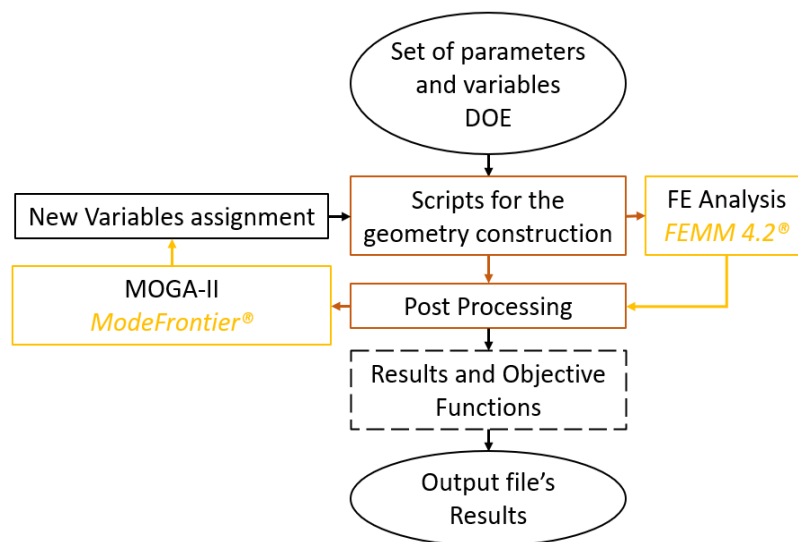 Set of parameters
and variables
DOE
New Variables assignment
Scripts for the
geometry construction
FE Analysis
FEMM 4.2®
MOGA-II
ModeFrontier®
Post Processing
Results and Objective
Functions
Output file's
Results